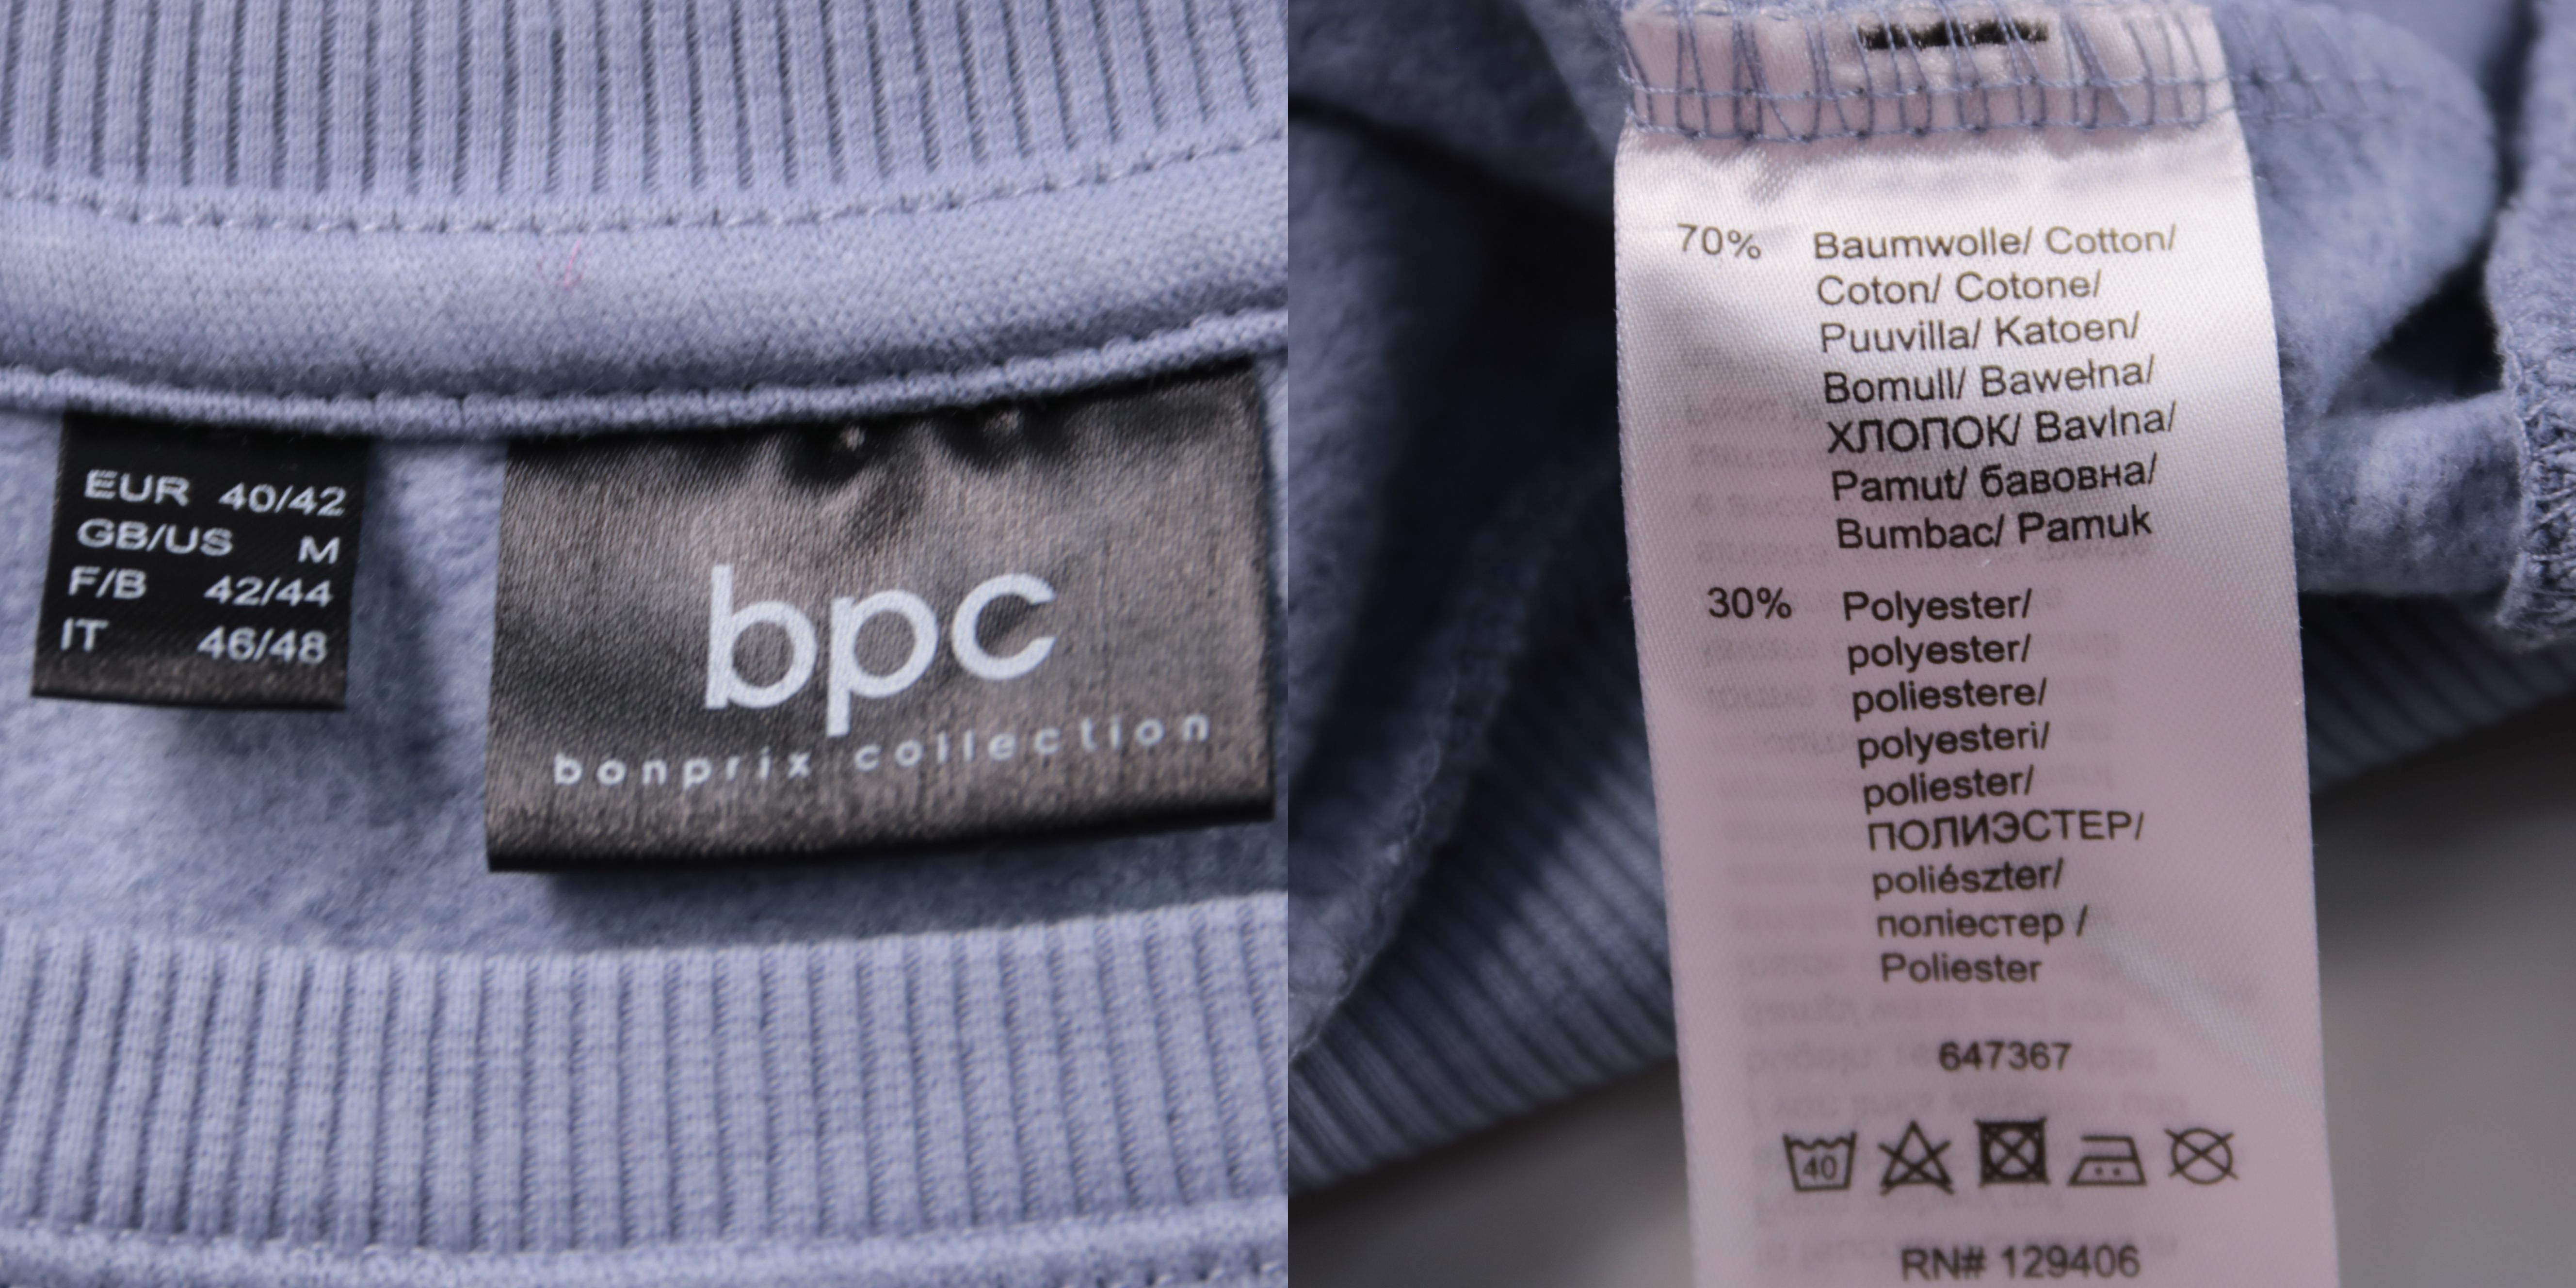 EUR 40/42
GB/US M
F/B 42/44
IT 46/48
bpc
bonprix collection
70% Baumwolle/ Cotton/
Coton/ Cotone/
Puuvilla/ Katoen/
Bomull/ Bawełna/
ХЛОПОК/ Bavlna/
Pamut/ бавовна/
Bumbac/ Pamuk
30% Polyester/
polyester/
poliestere/
polyesteri/
poliester/
ПОЛИЭСТЕР/
poliészter/
поліестер /
Poliester
647367
40
RN# 129406